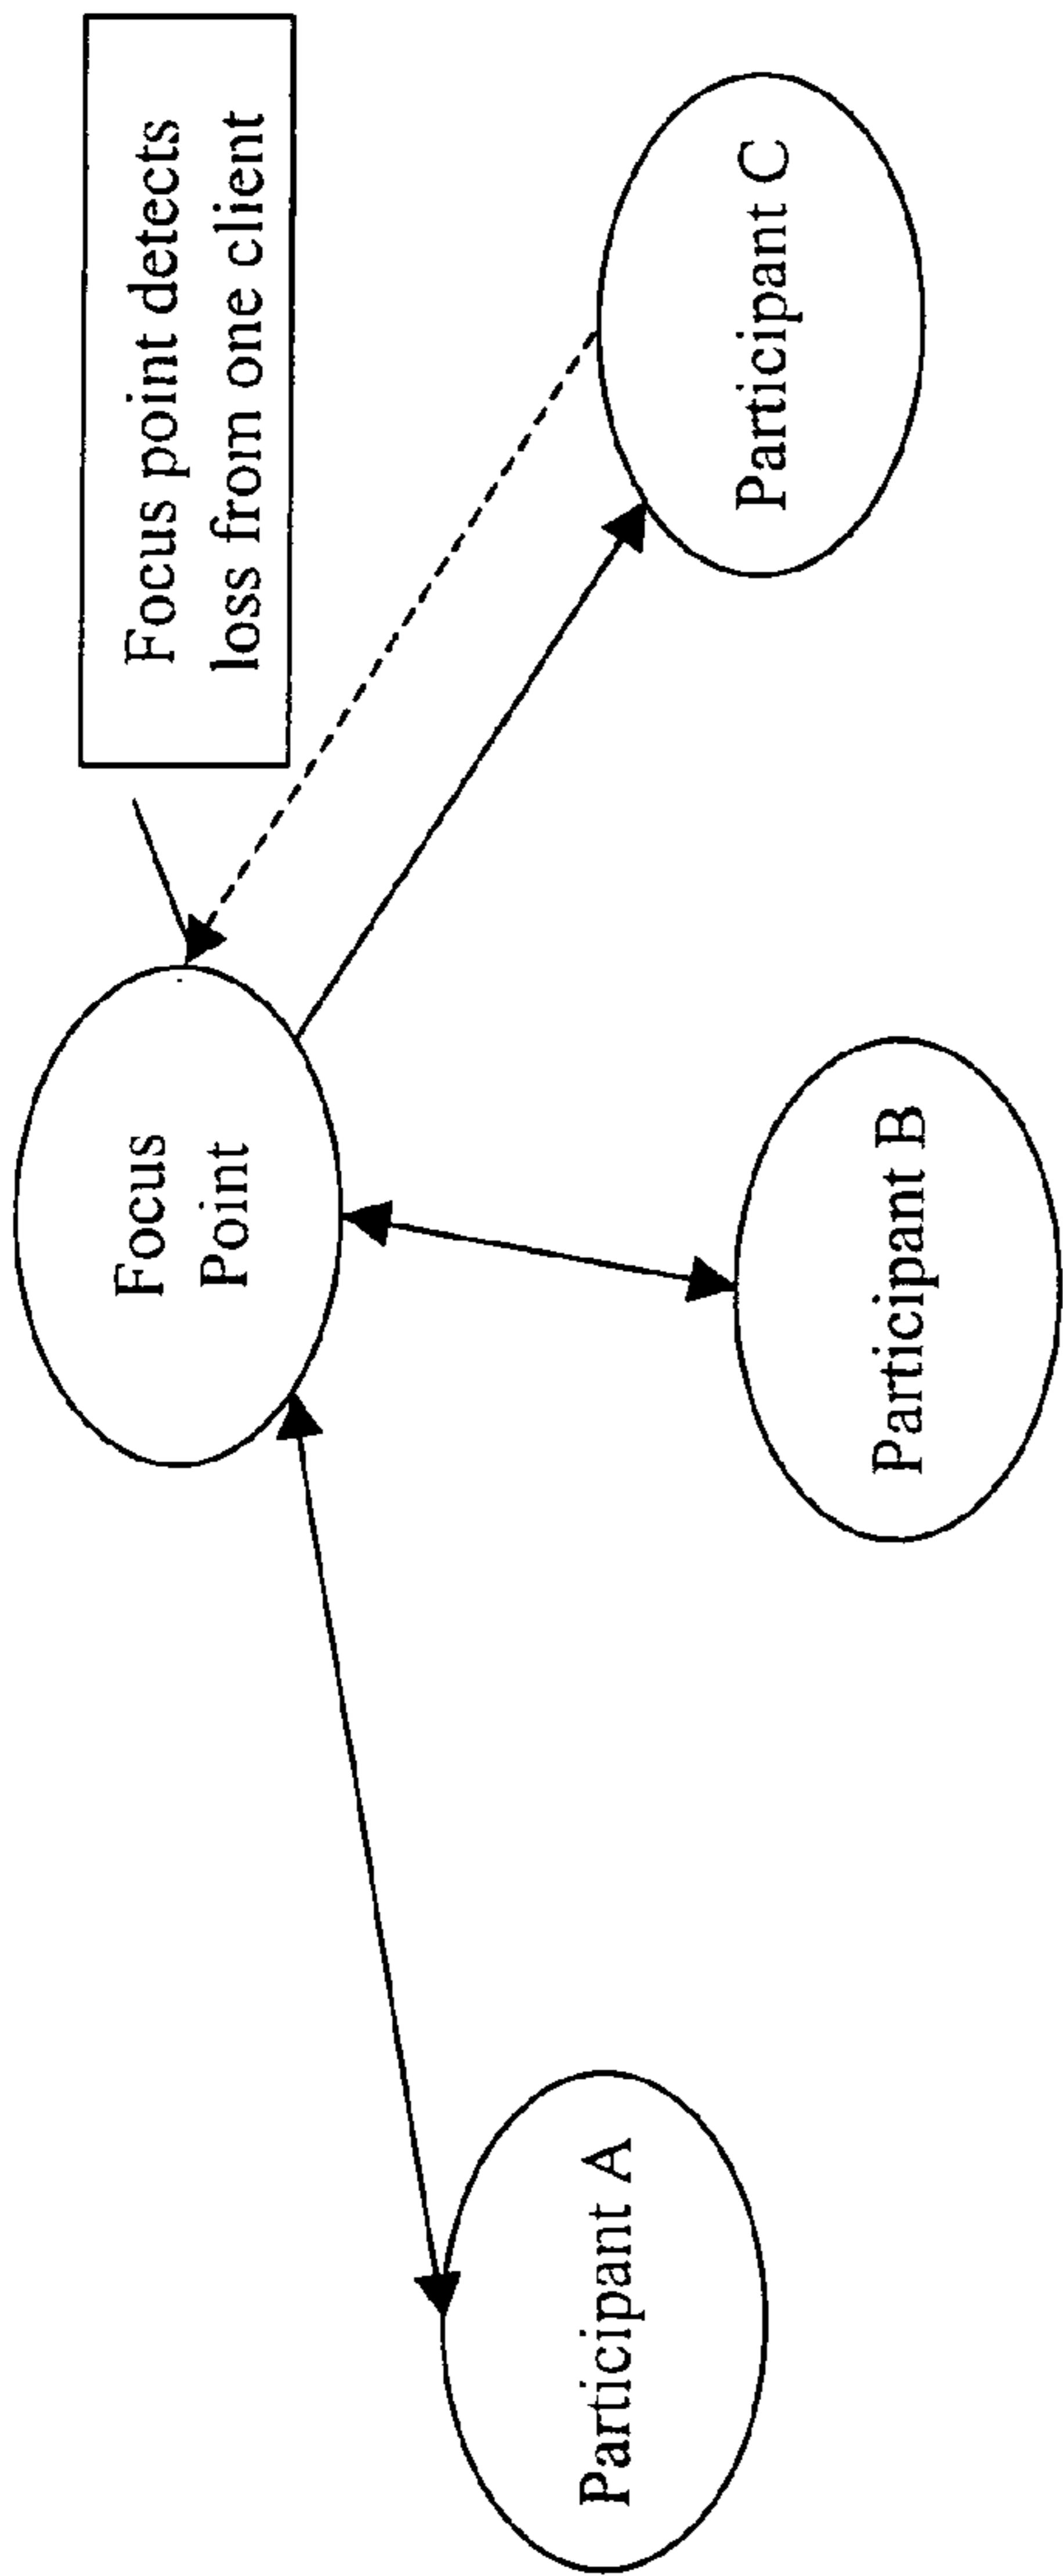 Focus point detects
loss from one client
Focus
Point
Participant A
Participant B
Participant C